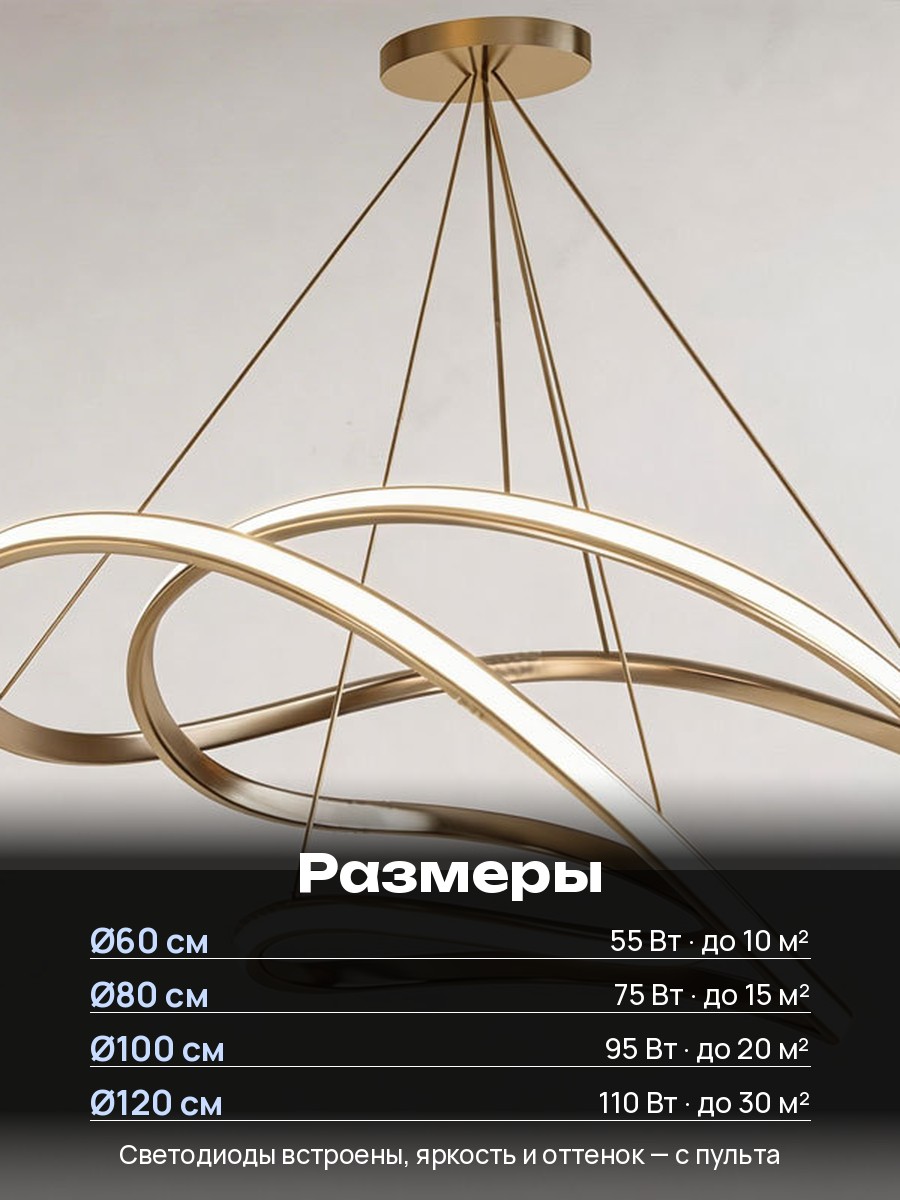 Размеры
Ø60 см 55 Вт · до 10 м²
Ø80 см 75 Вт · до 15 м²
Ø100 см 95 Вт · до 20 м²
Ø120 см 110 Вт · до 30 м²
Светодиоды встроены, яркость и оттенок — с пульта